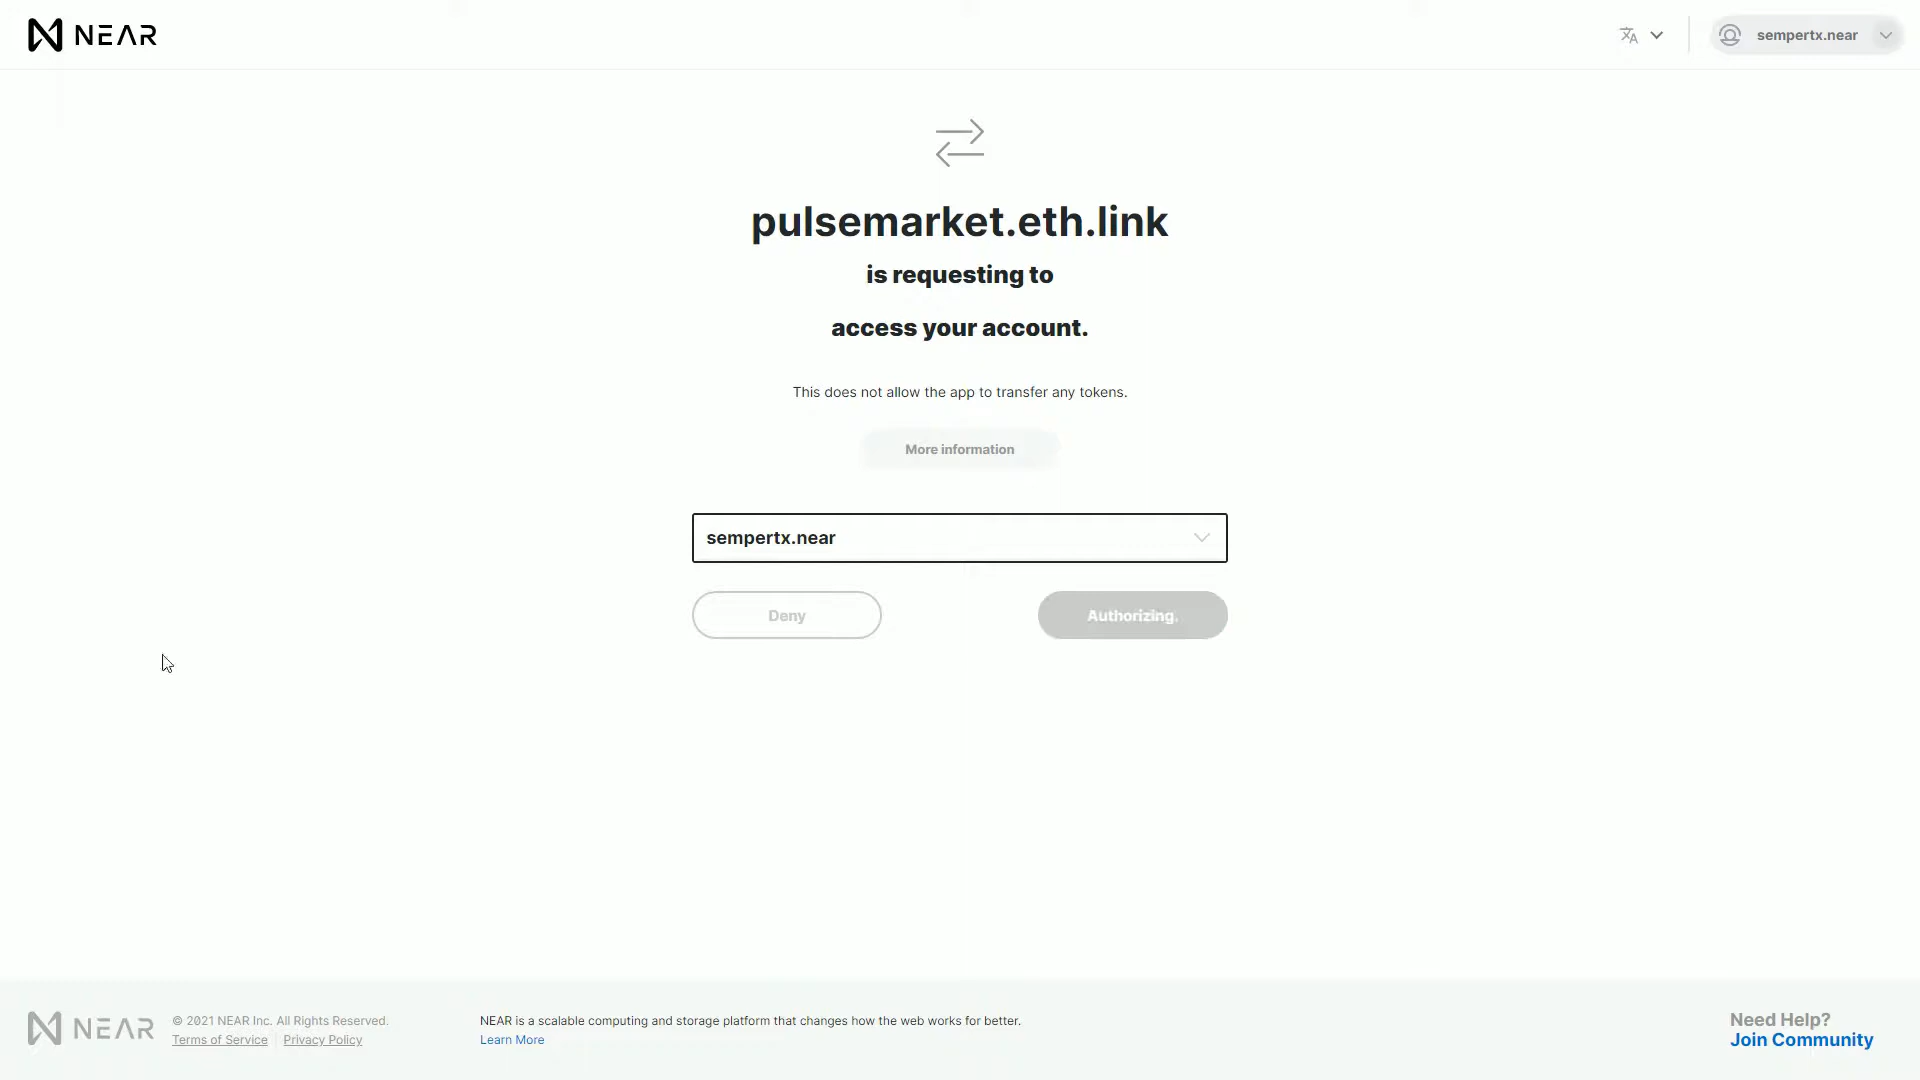 NEAR
sempertx.near
pulsemarket.eth.link
is requesting to
access your account.
This does not allow the app to transfer any tokens.
More information
sempertx.near
Deny
Authorizing.
NEAR
© 2021 NEAR Inc. All Rights Reserved.
Terms of Service | Privacy Policy
NEAR is a scalable computing and storage platform that changes how the web works for better.
Learn More
Need Help?
Join Community